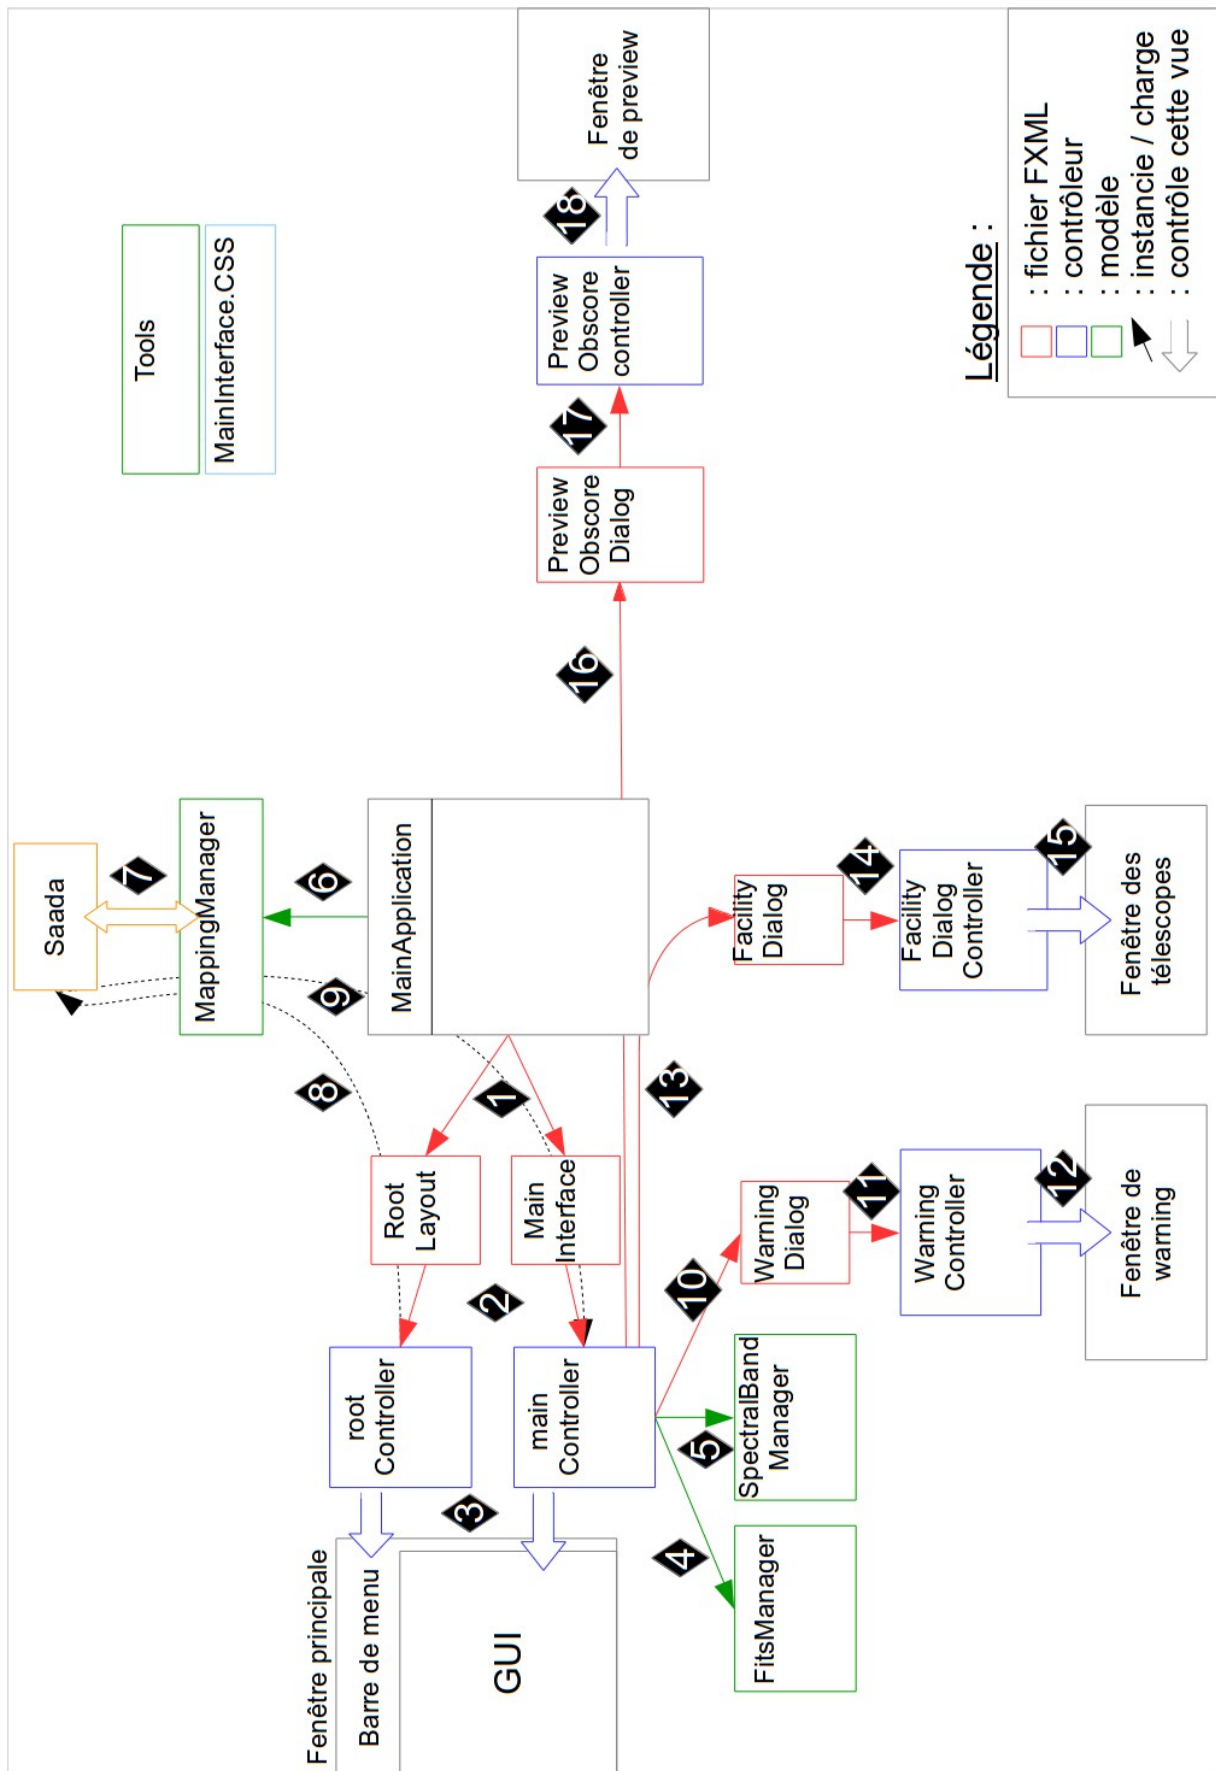 Fenêtre principale
Barre de menu
GUI
3
root
Controller
main
Controller
2
Root
Layout
Main
Interface
1
8
9
MainApplication
6
MappingManager
7
Saada
Tools
MainInterface.CSS
4
FitsManager
5
SpectralBand
Manager
10
Warning
Dialog
11
Warning
Controller
12
Fenêtre de
warning
13
Facility
Dialog
14
Facility
Dialog
Controller
15
Fenêtre des
télescopes
16
Preview
Obscore
Dialog
17
Preview
Obscore
controller
18
Fenêtre
de preview
Légende :
: fichier FXML
: contrôleur
: modèle
: instancie / charge
: contrôle cette vue